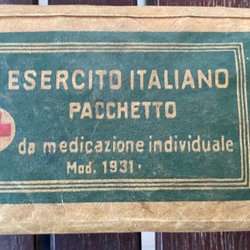 ESERCITO ITALIANO
PACCHETTO
da medicazione individuale
Mod. 1931.